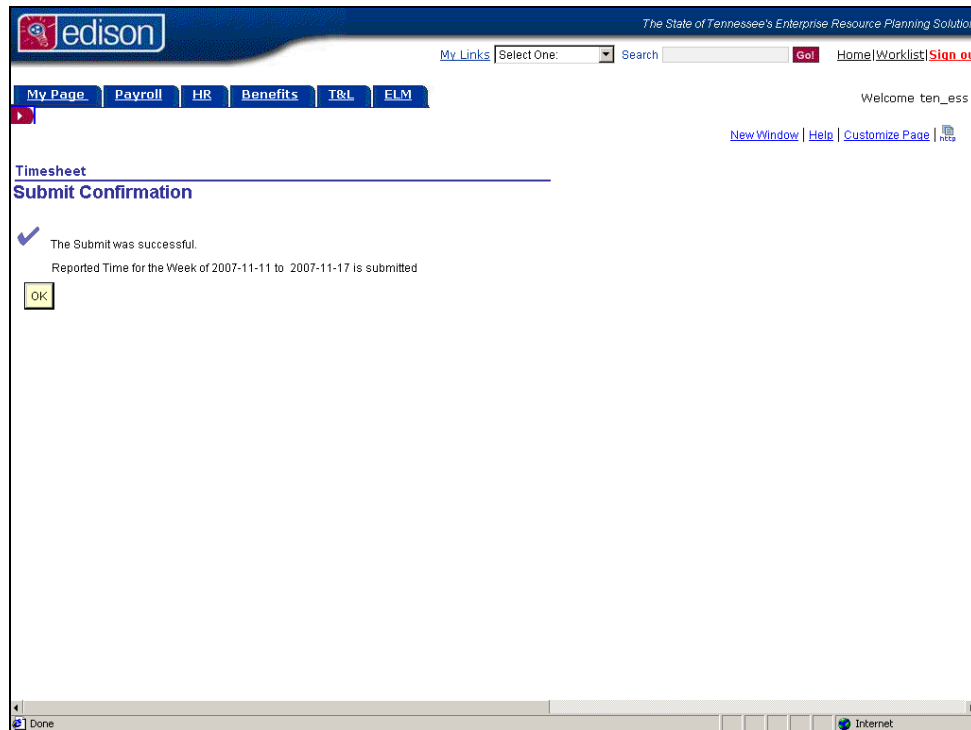 edison
The State of Tennessee's Enterprise Resource Planning Solution
My Links Select One: Search Go! Home|Worklist|Sign ou
My Page Payroll HR Benefits T&L ELM
Welcome ten_ess
New Window | Help | Customize Page | http
Timesheet
Submit Confirmation
The Submit was successful.
Reported Time for the Week of 2007-11-11 to 2007-11-17 is submitted
OK
Done Internet